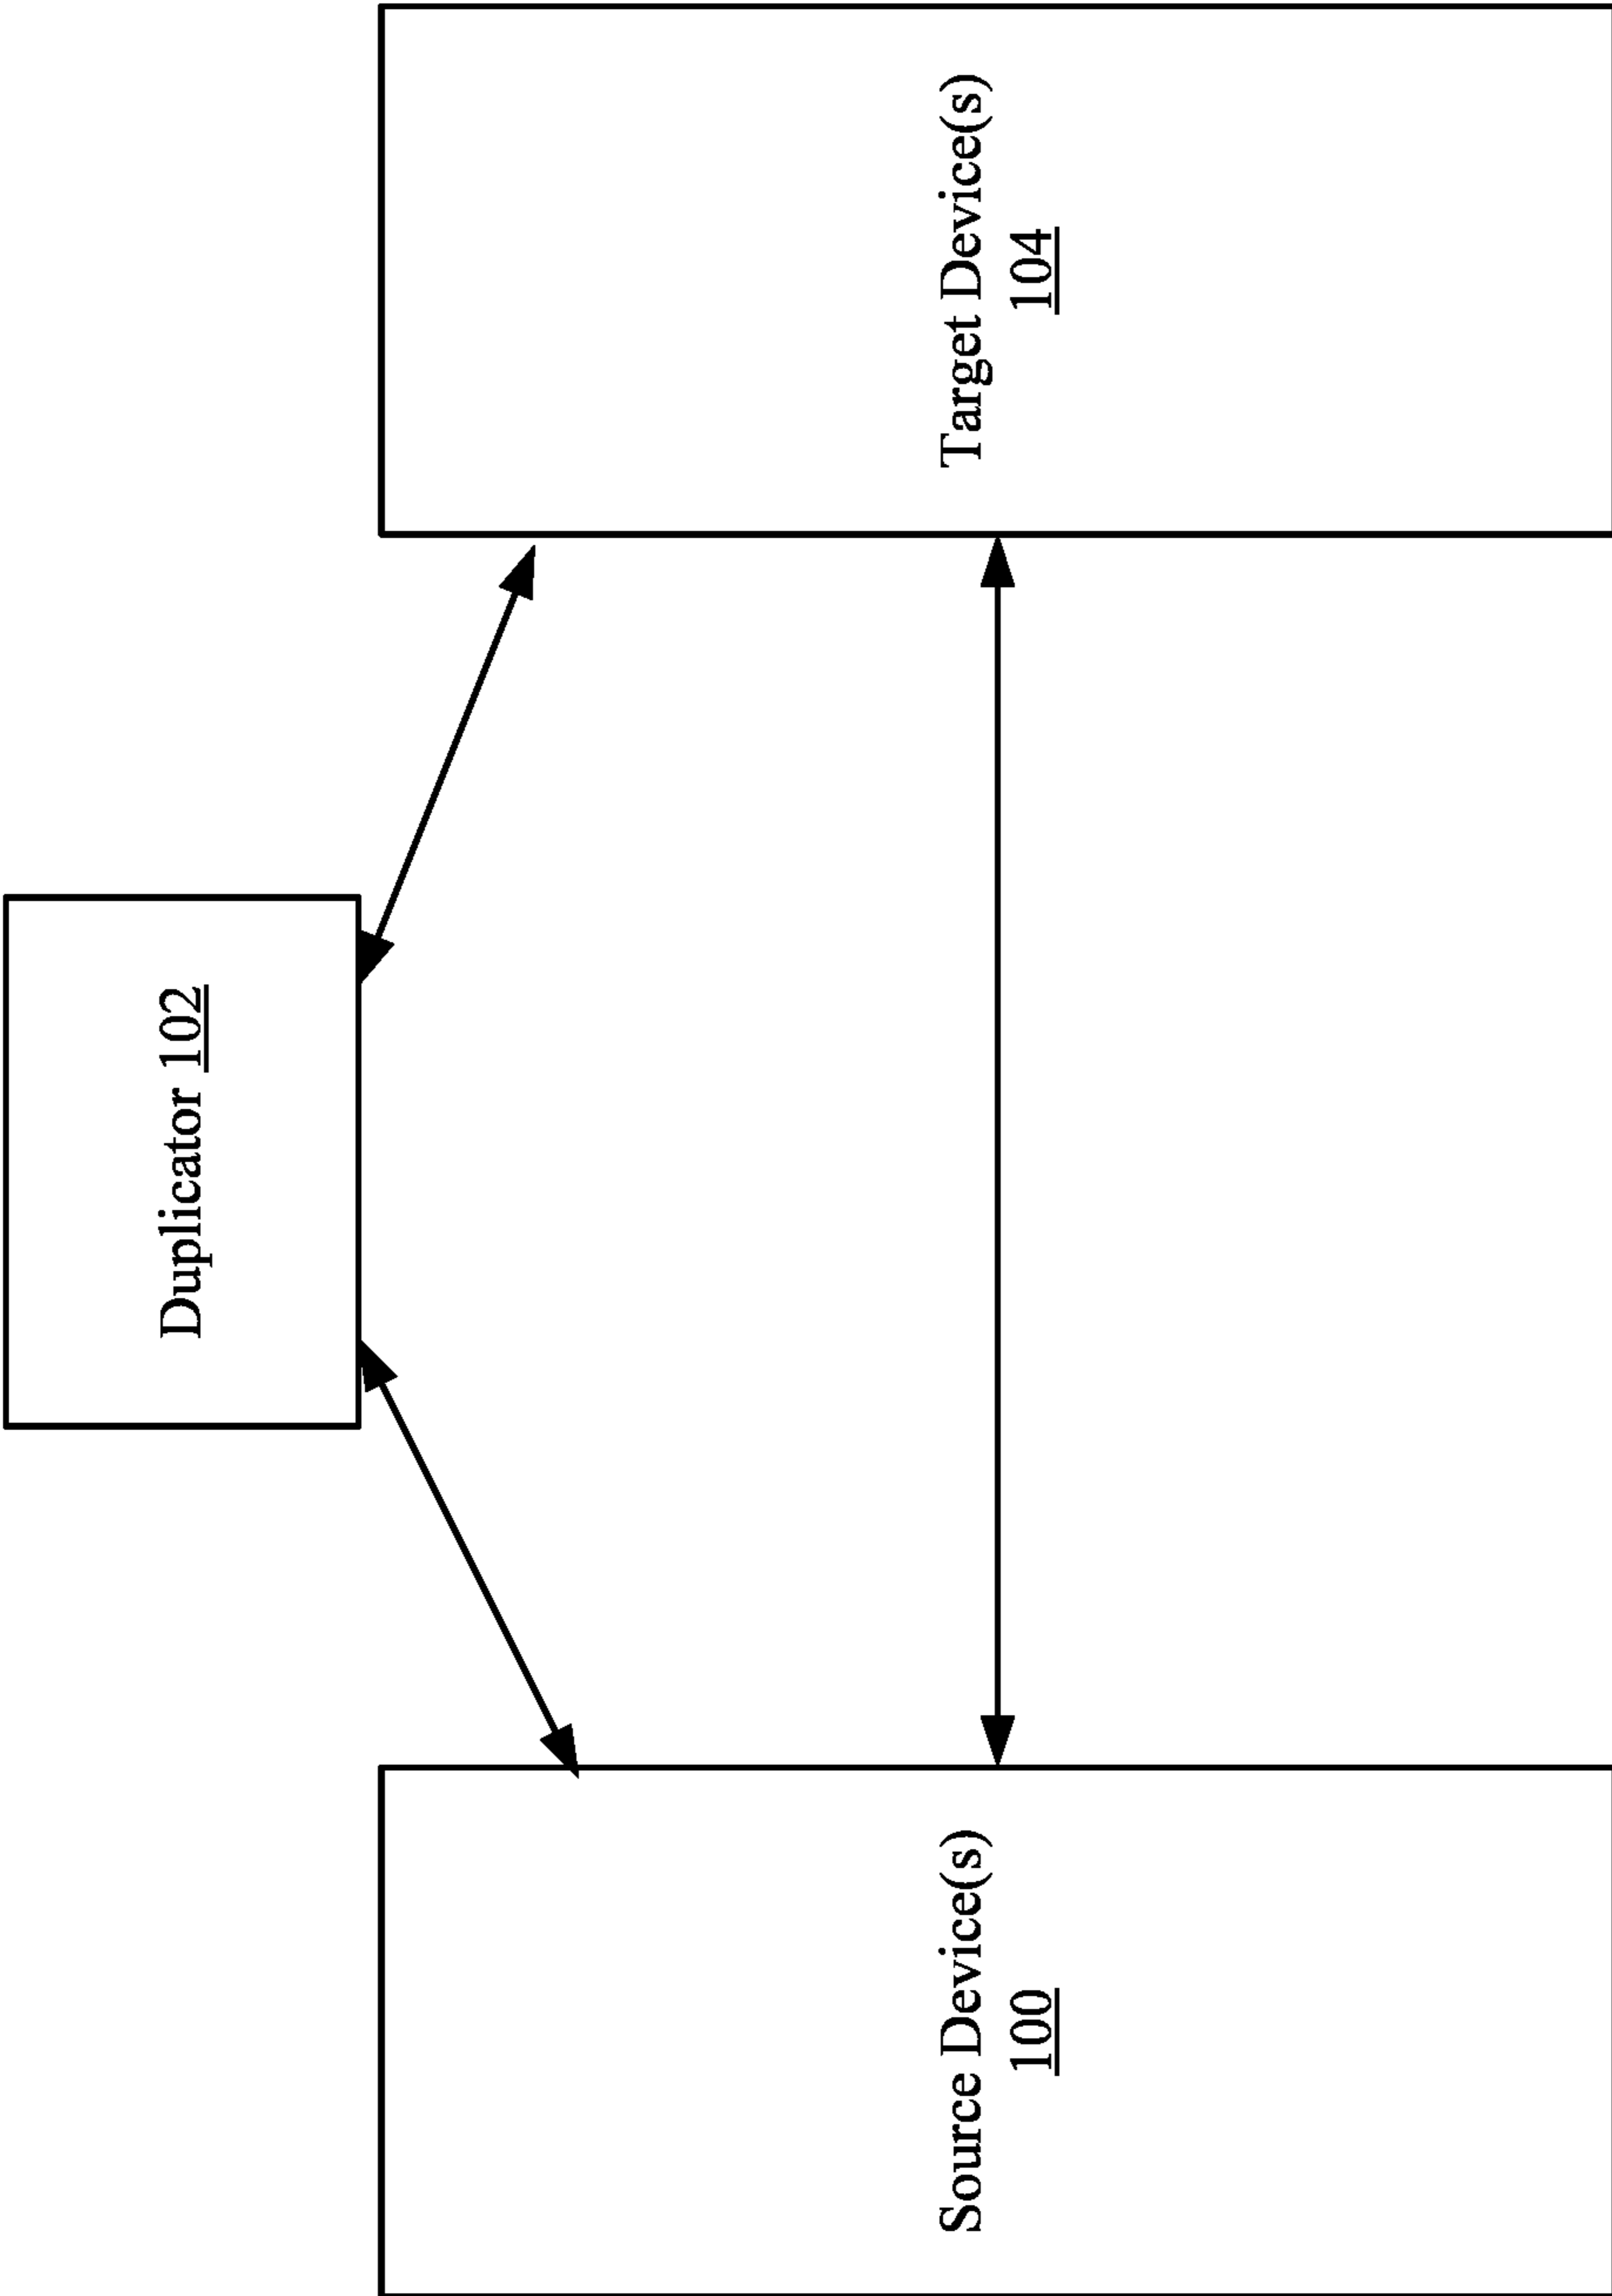 Duplicator 102
Source Device(s)
100
Target Device(s)
104